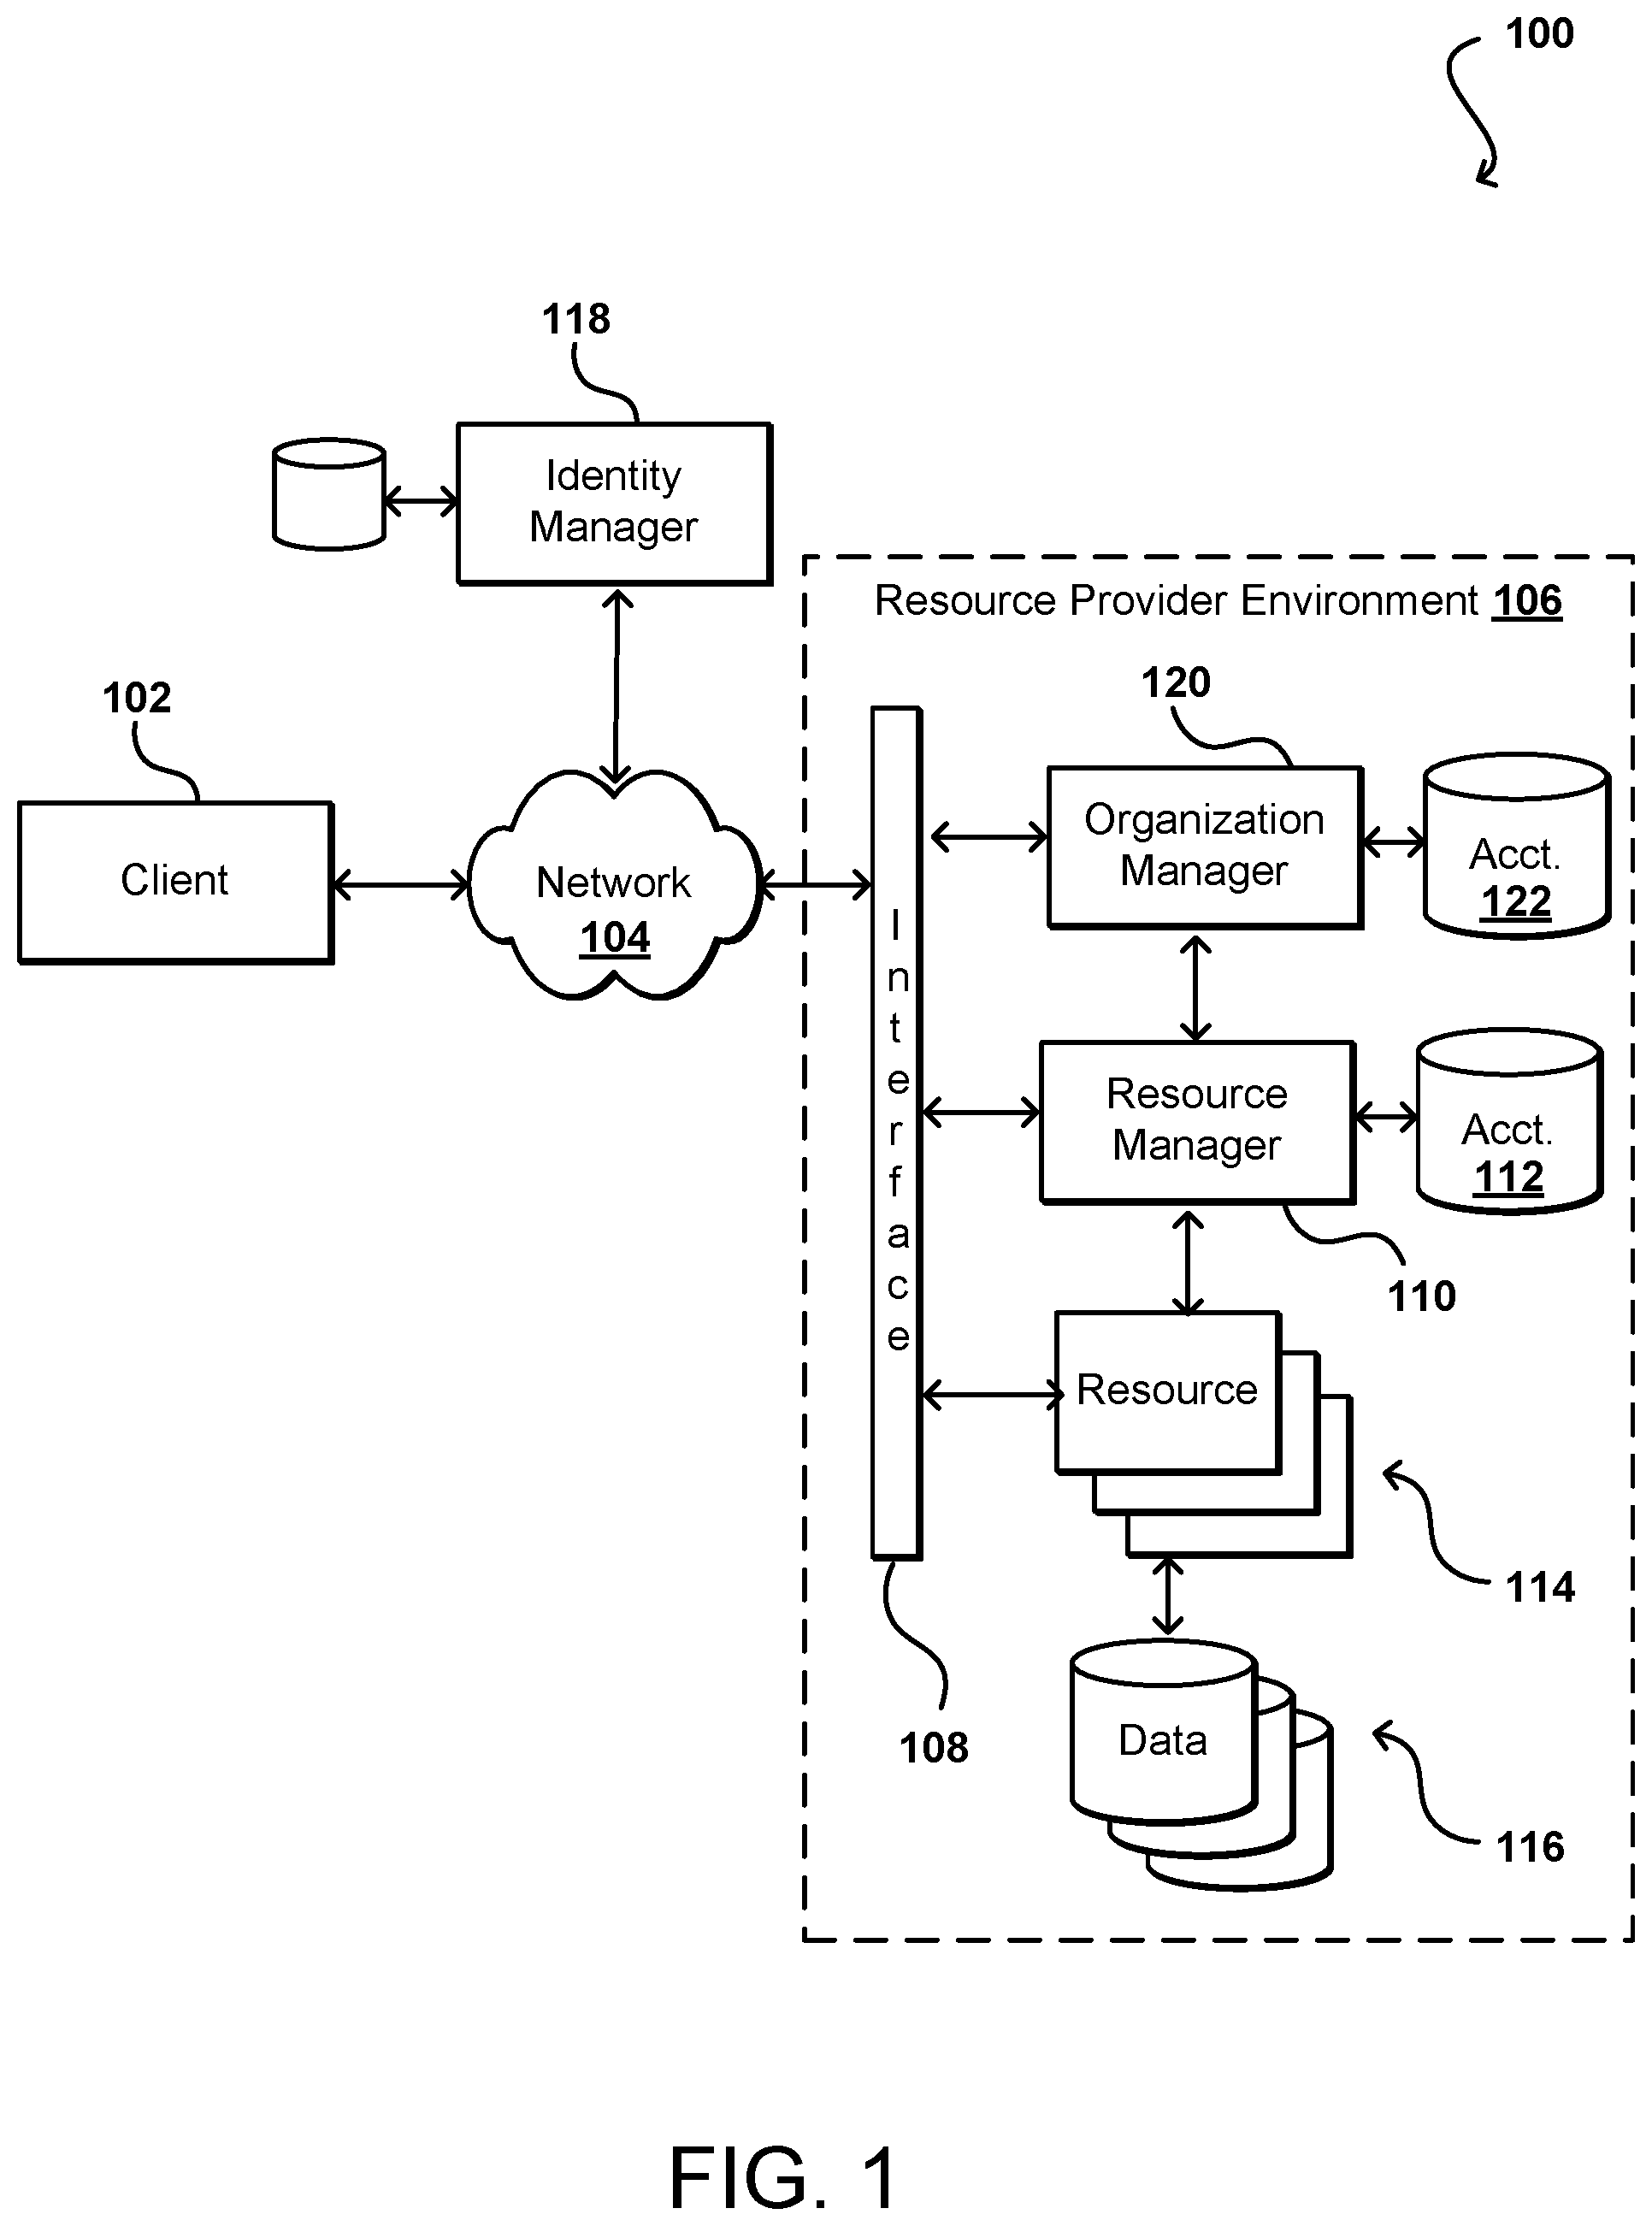 100
118
Identity
Manager
Resource Provider Environment 106
102
120
Client
Network
104
Interface
Organization
Manager
Acct.
122
Resource
Manager
Acct.
112
110
Resource
114
108
Data
116
FIG. 1